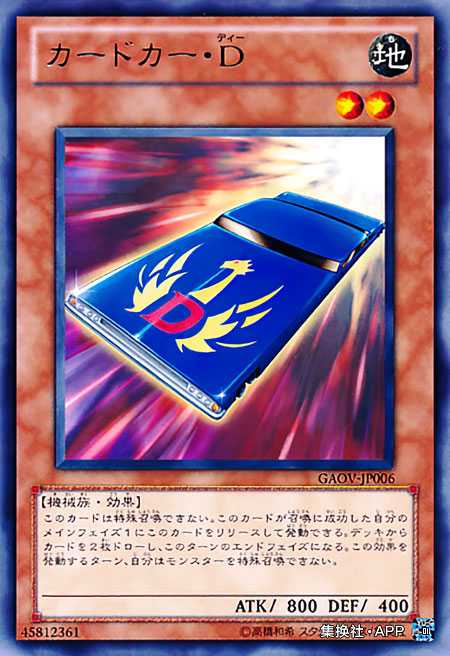 ディー
カードカー・D
地
D
GAOV-JP006
【機械族・効果】
このカードは特殊召喚できない。このカードが召喚に成功した自分の
メインフェイズ1にこのカードをリリースして発動できる。デッキから
カードを2枚ドローし、このターンのエンドフェイズになる。この効果を
発動するターン、自分はモンスターを特殊召喚できない。
ATK/ 800 DEF/ 400
45812361
©高橋和希 スタ
集英社・APP